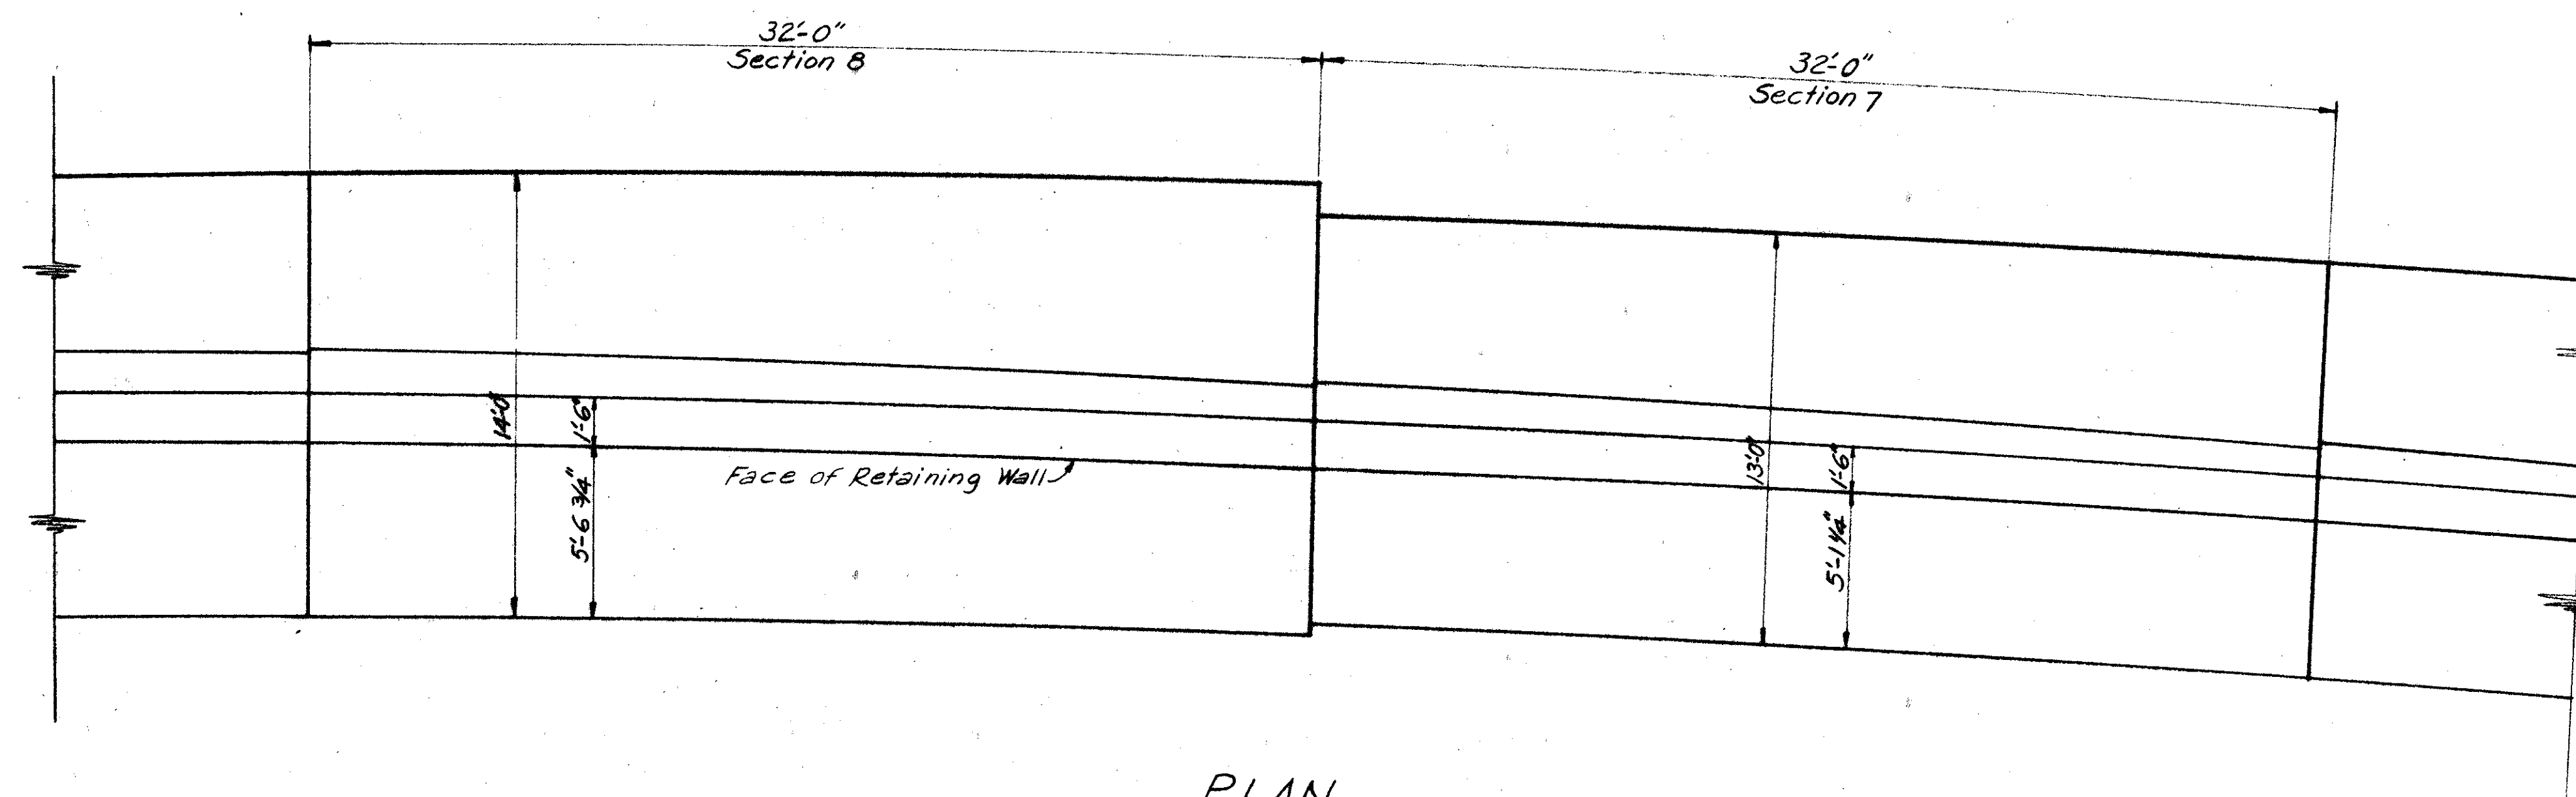 32'-0"
Section 8
32'-0"
Section 7
14'-0"
1'-6"
5'-6 3/4"
Face of Retaining Wall
13'-0"
1'-6"
5'-1 1/4"
PLAN